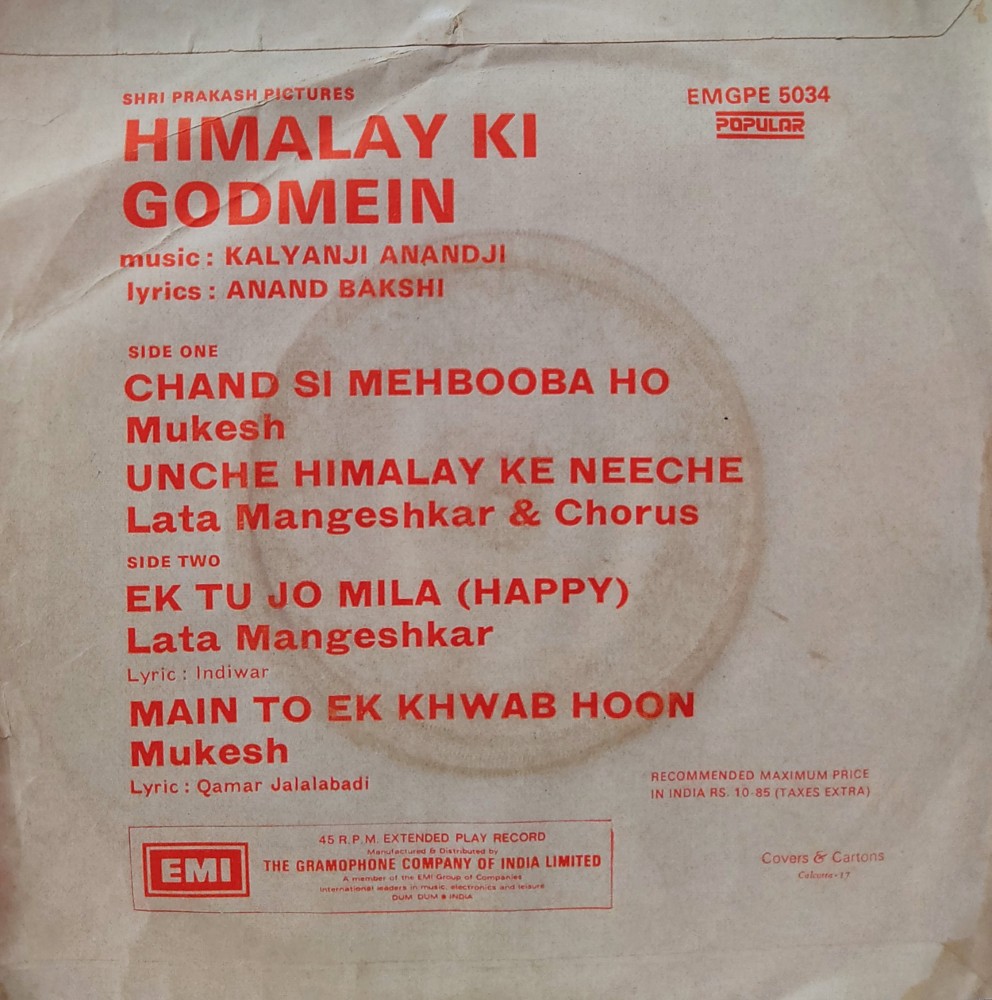 SHRI PRAKASH PICTURES
HIMALAY KI
GODMEIN
music: KALYANJI ANANDJI
lyrics: ANAND BAKSHI
EMGPE 5034
POPULAR
SIDE ONE
CHAND SI MEHBOOBA HO
Mukesh
UNCHE HIMALAY KE NEECHE
Lata Mangeshkar & Chorus
SIDE TWO
EK TU JO MILA (HAPPY)
Lata Mangeshkar
Lyric: Indiwar
MAIN TO EK KHWAB HOON
Mukesh
Lyric: Qamar Jalalabadi
RECOMMENDED MAXIMUM PRICE
IN INDIA RS. 10-85 (TAXES EXTRA)
EMI
45 R.P.M. EXTENDED PLAY RECORD
Manufactured & Distributed by
THE GRAMOPHONE COMPANY OF INDIA LIMITED
A member of the EMI Group of Companies
International leaders in music, electronics and leisure
DUM DUM • INDIA
Covers & Cartons
Calcutta-17